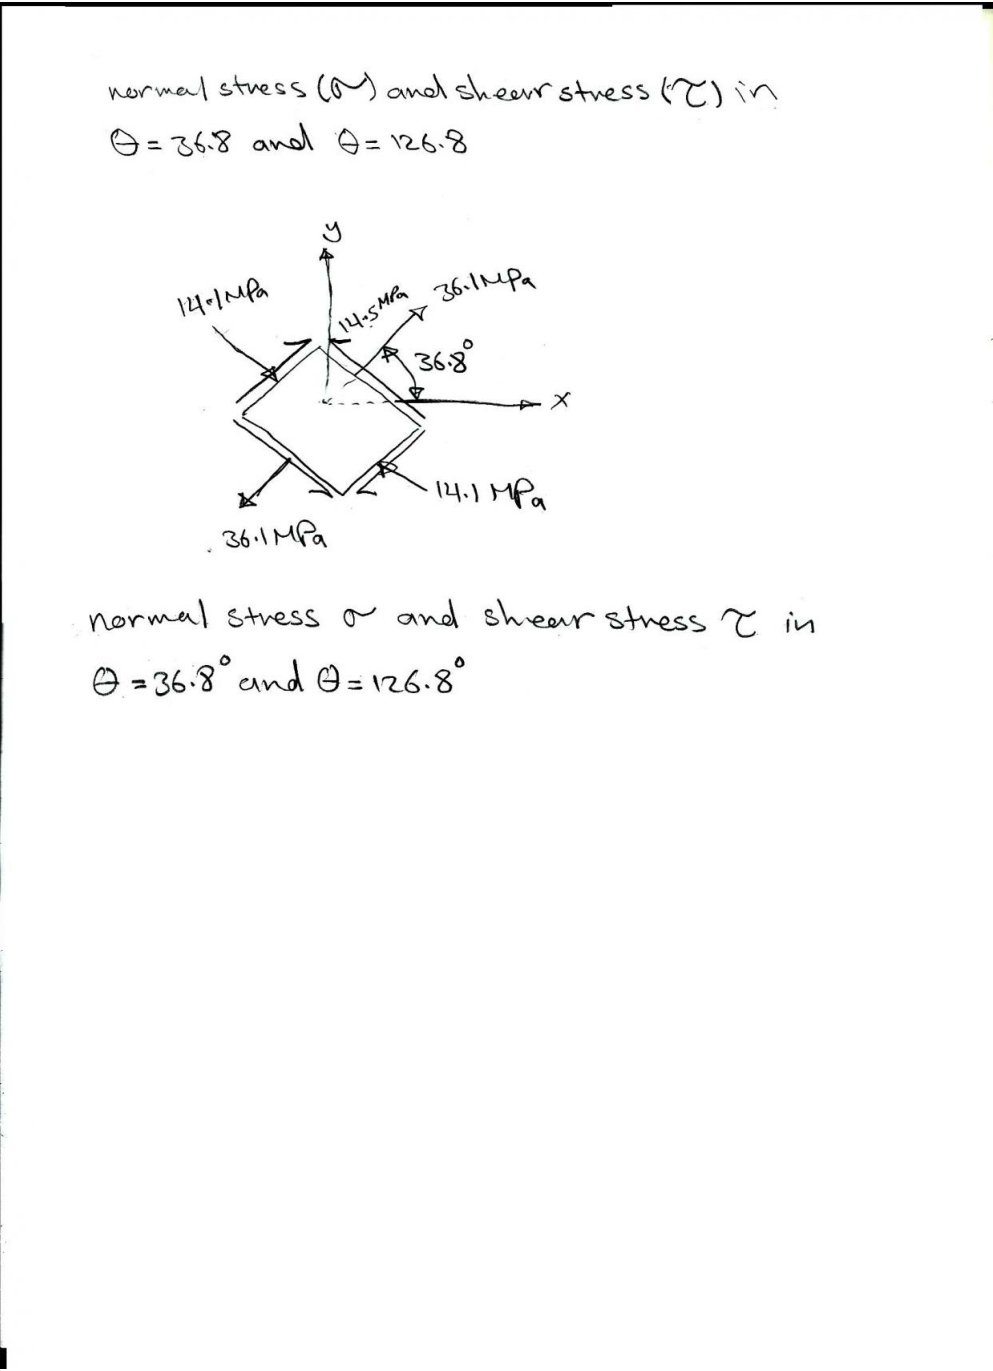 normal stress (σ) and shear stress (τ) in
θ = 36.8 and θ = 126.8
y
14.1 MPa
14.5 MPa
36.1 MPa
36.8°
x
14.1 MPa
36.1 MPa
normal stress σ and shear stress τ in
θ = 36.8° and θ = 126.8°